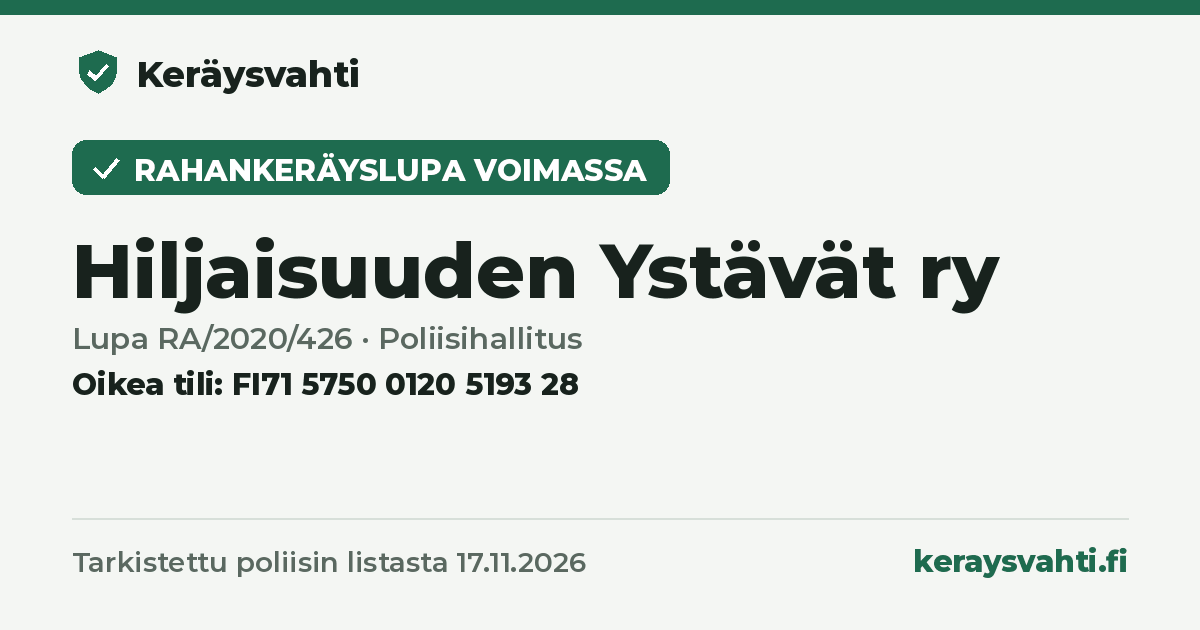 Keräysvahti
RAHANKERÄYSLUPA VOIMASSA
Hiljaisuuden Ystävät ry
Lupa RA/2020/426 · Poliisihallitus
Oikea tili: FI71 5750 0120 5193 28
Tarkistettu poliisin listasta 17.11.2026
keraysvahti.fi